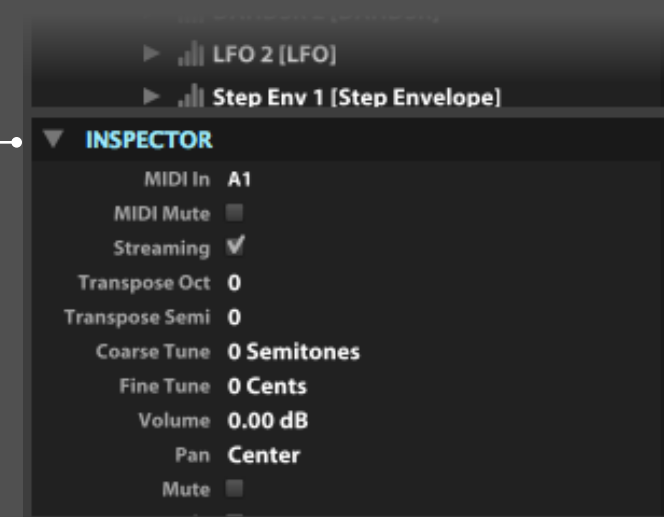 LFO 2 [LFO]
Step Env 1 [Step Envelope]
INSPECTOR
MIDI In A1
MIDI Mute
Streaming
Transpose Oct 0
Transpose Semi 0
Coarse Tune 0 Semitones
Fine Tune 0 Cents
Volume 0.00 dB
Pan Center
Mute